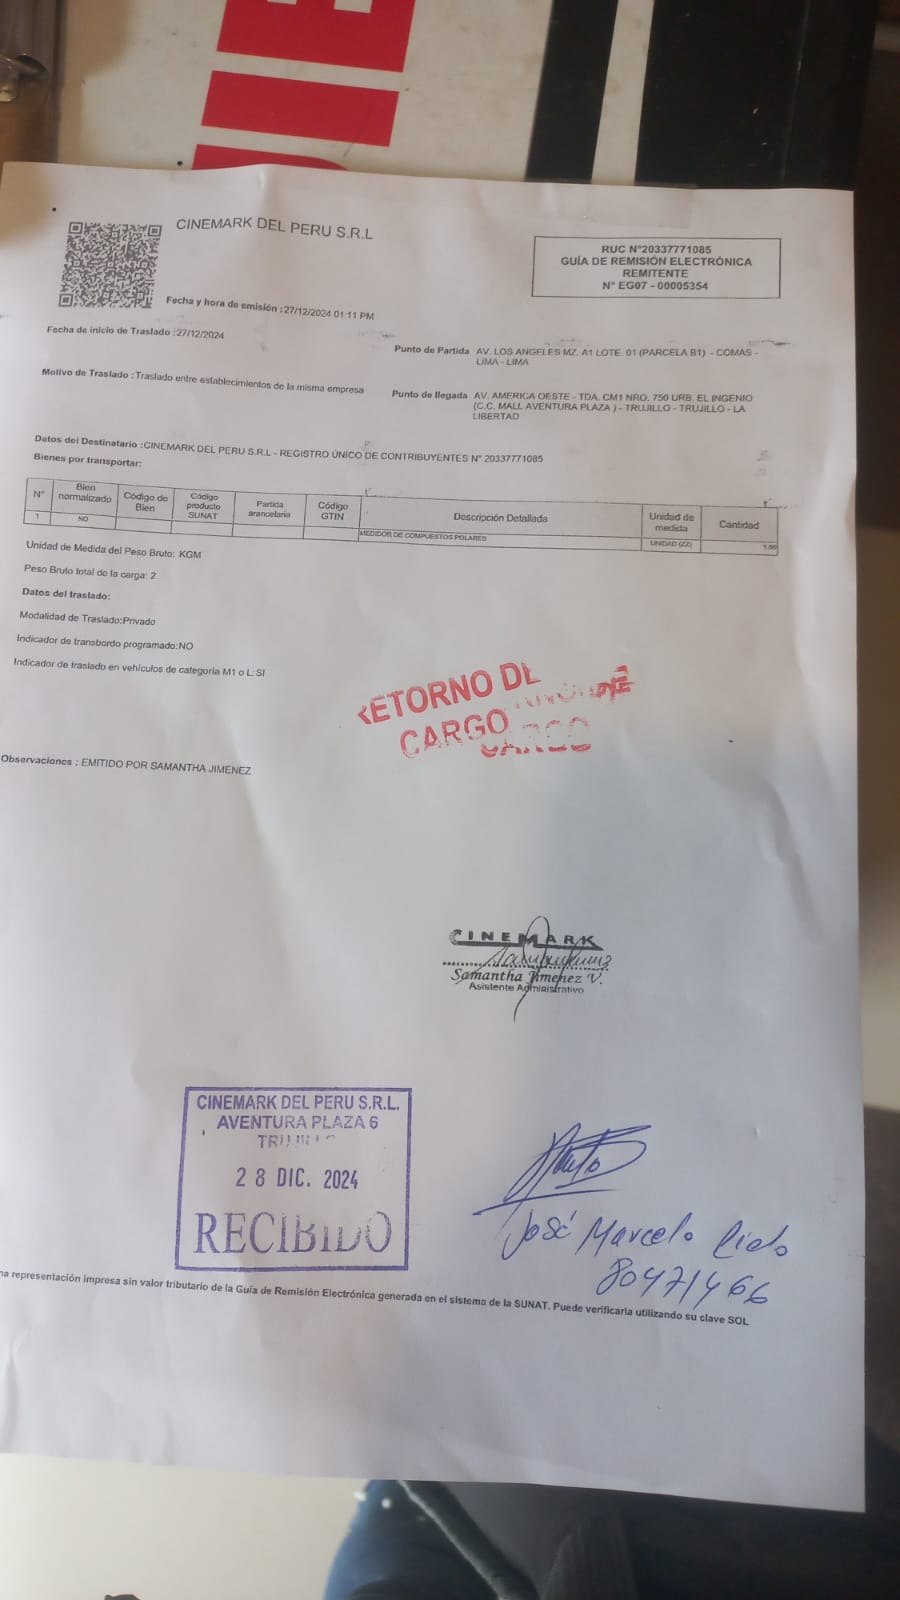 CINEMARK DEL PERU S.R.L
RUC N°20337771085
GUÍA DE REMISIÓN ELECTRÓNICA
REMITENTE
N° EG07 - 00005354
Fecha y hora de emisión :27/12/2024 01:11 PM
Fecha de inicio de Traslado :27/12/2024
Punto de Partida AV. LOS ANGELES MZ. A1 LOTE. 01 (PARCELA B1) - COMAS -
LIMA - LIMA
Motivo de Traslado :Traslado entre establecimientos de la misma empresa
Punto de llegada AV. AMERICA OESTE - TDA. CM1 NRO. 750 URB. EL INGENIO
(C.C. MALL AVENTURA PLAZA ) - TRUJILLO - TRUJILLO - LA
LIBERTAD
Datos del Destinatario :CINEMARK DEL PERU S.R.L - REGISTRO ÚNICO DE CONTRIBUYENTES N° 20337771085
Bienes por transportar:
N° Bien normalizado Código de Bien Código producto SUNAT Partida arancelaria Código GTIN Descripción Detallada Unidad de medida Cantidad
1 NO MEDIDOR DE COMPUESTOS POLARES UNIDAD (ZZ) 1.00
Unidad de Medida del Peso Bruto: KGM
Peso Bruto total de la carga: 2
Datos del traslado:
Modalidad de Traslado:Privado
Indicador de transbordo programado:NO
Indicador de traslado en vehículos de categoría M1 o L:SI
RETORNO DE
CARGO
Observaciones : EMITIDO POR SAMANTHA JIMENEZ
CINEMARK
Samantha Jimenez V.
Asistente Administrativo
CINEMARK DEL PERU S.R.L.
AVENTURA PLAZA 6
TRUJILLO
28 DIC. 2024
RECIBIDO
José Marcelo
80471466
na representación impresa sin valor tributario de la Guía de Remisión Electrónica generada en el sistema de la SUNAT. Puede verificarla utilizando su clave SOL